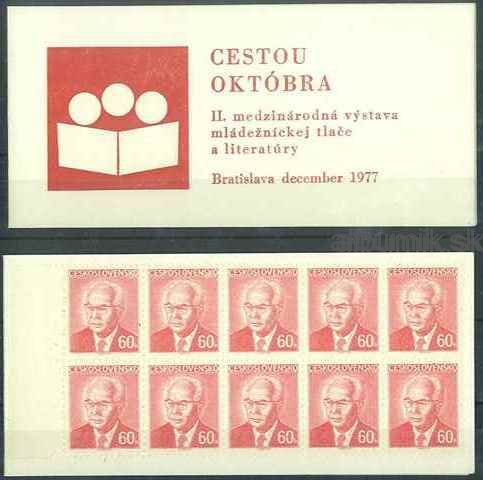 CESTOU
OKTÓBRA
II. medzinárodná výstava
mládežníckej tlače
a literatúry
Bratislava december 1977
ČESKOSLOVENSKO ČESKOSLOVENSKO ČESKOSLOVENSKO ČESKOSLOVENSKO ČESKOSLOVENSKO
60h 60h 60h 60h 60h
ČESKOSLOVENSKO ČESKOSLOVENSKO ČESKOSLOVENSKO ČESKOSLOVENSKO ČESKOSLOVENSKO
60h 60h 60h 60h 60h